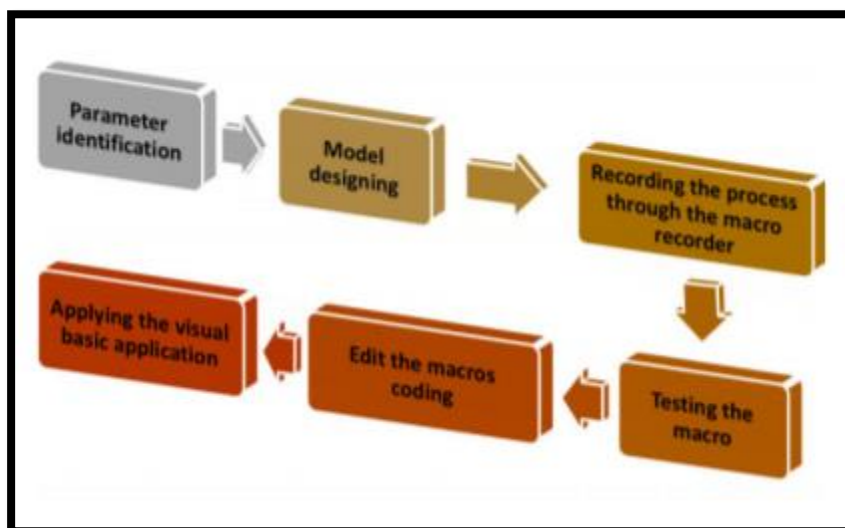 Parameter
identification
Model
designing
Recording the process
through the macro
recorder
Testing the
macro
Edit the macros
coding
Applying the visual
basic application